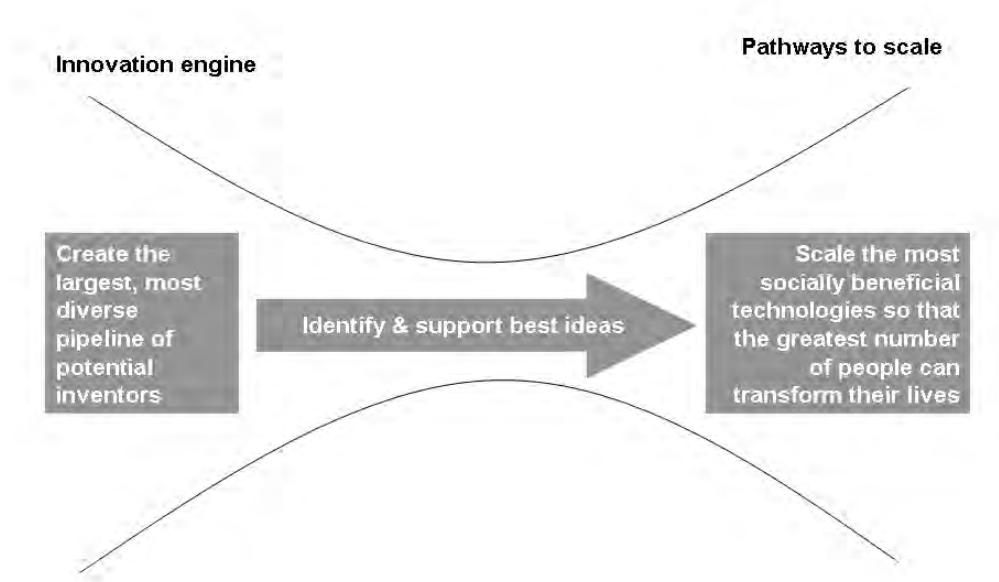 Innovation engine
Pathways to scale
Create the
largest, most
diverse
pipeline of
potential
inventors
Identify & support best ideas
Scale the most
socially beneficial
technologies so that
the greatest number
of people can
transform their lives